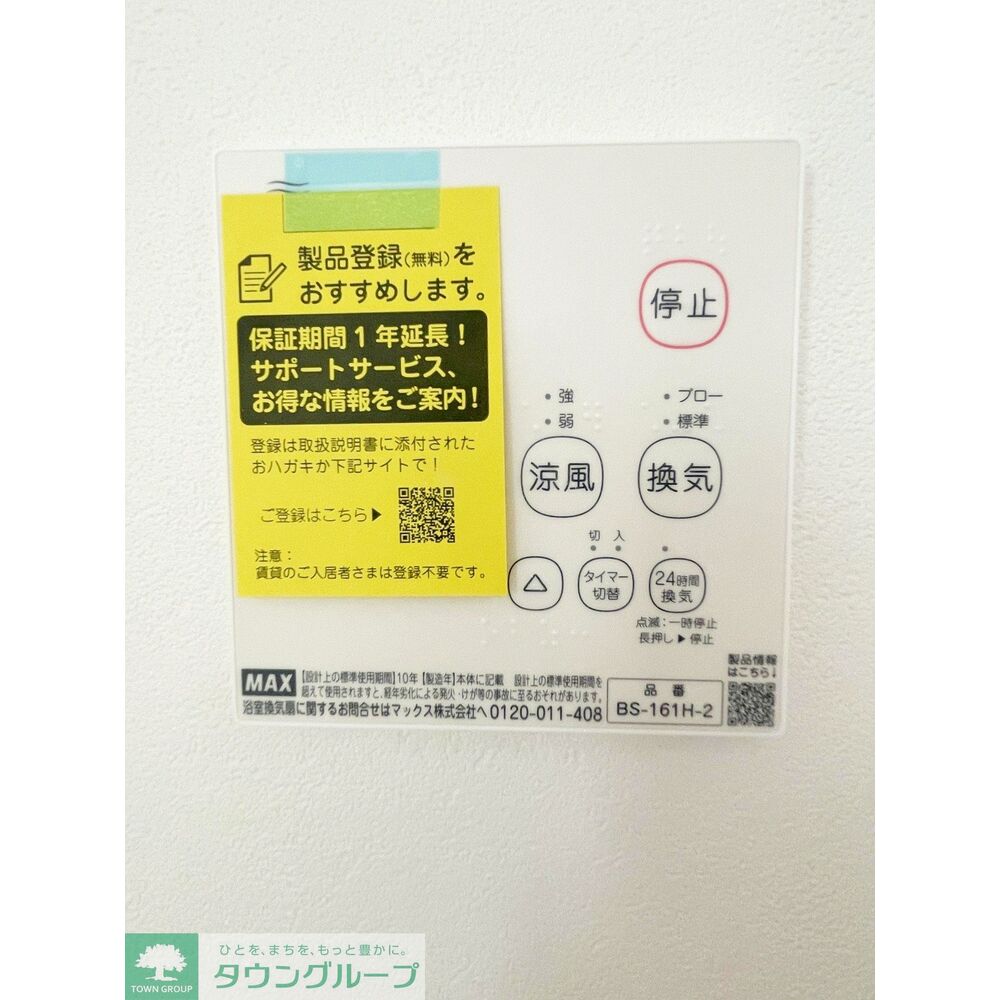 製品登録(無料)を
おすすめします。
保証期間1年延長！
サポートサービス、
お得な情報をご案内！
登録は取扱説明書に添付された
おハガキか下記サイトで！
ご登録はこちら▶
注意：
賃貸のご入居者さまは登録不要です。
停止
・強
・弱
涼風
・ブロー
・標準
換気
切 入
△
タイマー
切替
24時間
換気
点滅：一時停止
長押し▶停止
製品情報
はこちら↓
MAX
【設計上の標準使用期間】10年【製造年】本体に記載 設計上の標準使用期間を
超えて使用されますと、経年劣化による発火・けが等の事故に至るおそれがあります。
浴室換気扇に関するお問合せはマックス株式会社へ 0120-011-408
品 番
BS-161H-2
TOWN GROUP
ひとを、まちを、もっと豊かに。
タウングループ